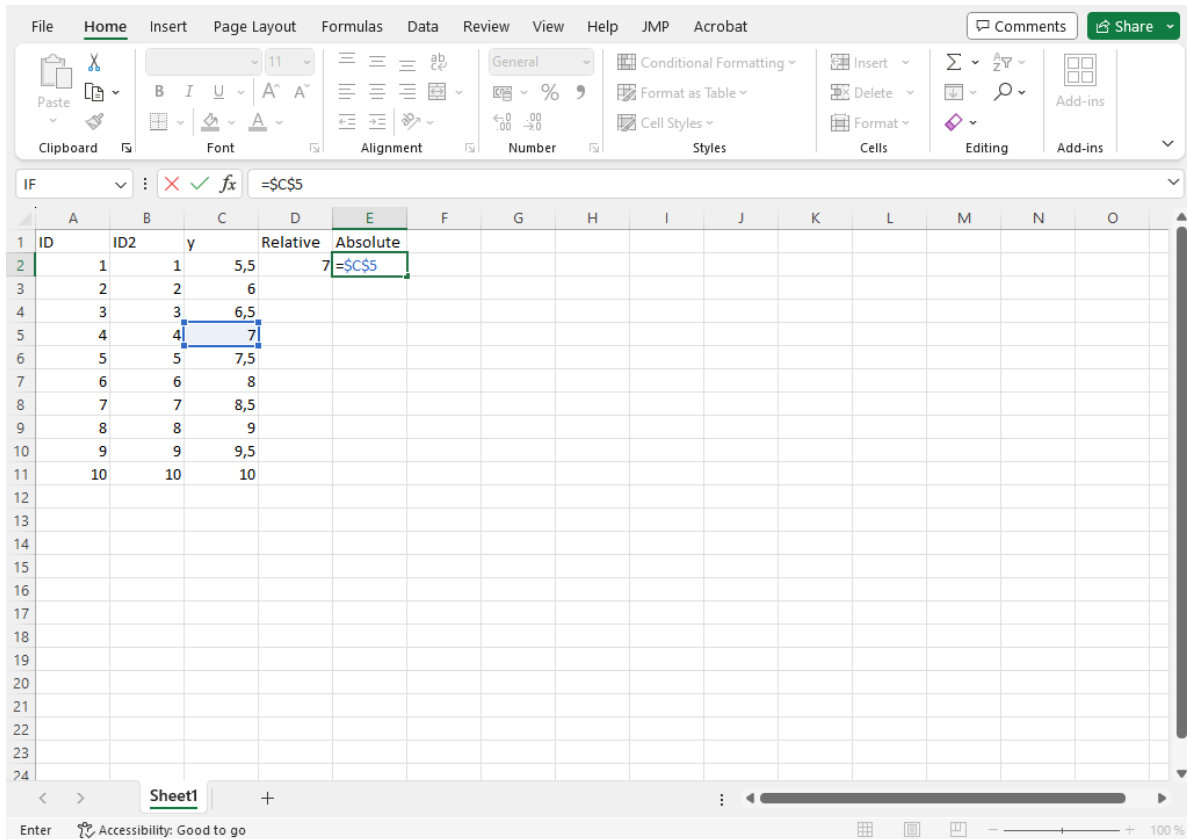 File Home Insert Page Layout Formulas Data Review View Help JMP Acrobat Comments Share
Paste
B I U A A
11
ab
General
%
Conditional Formatting
Format as Table
Cell Styles
Insert
Delete
Format
Add-ins
Clipboard Font Alignment Number Styles Cells Editing Add-ins
IF fx =$C$5
A B C D E F G H I J K L M N O
1 ID ID2 y Relative Absolute
2 1 1 5,5 7 =$C$5
3 2 2 6
4 3 3 6,5
5 4 4 7
6 5 5 7,5
7 6 6 8
8 7 7 8,5
9 8 8 9
10 9 9 9,5
11 10 10 10
12
13
14
15
16
17
18
19
20
21
22
23
24
Sheet1
Enter Accessibility: Good to go 100 %